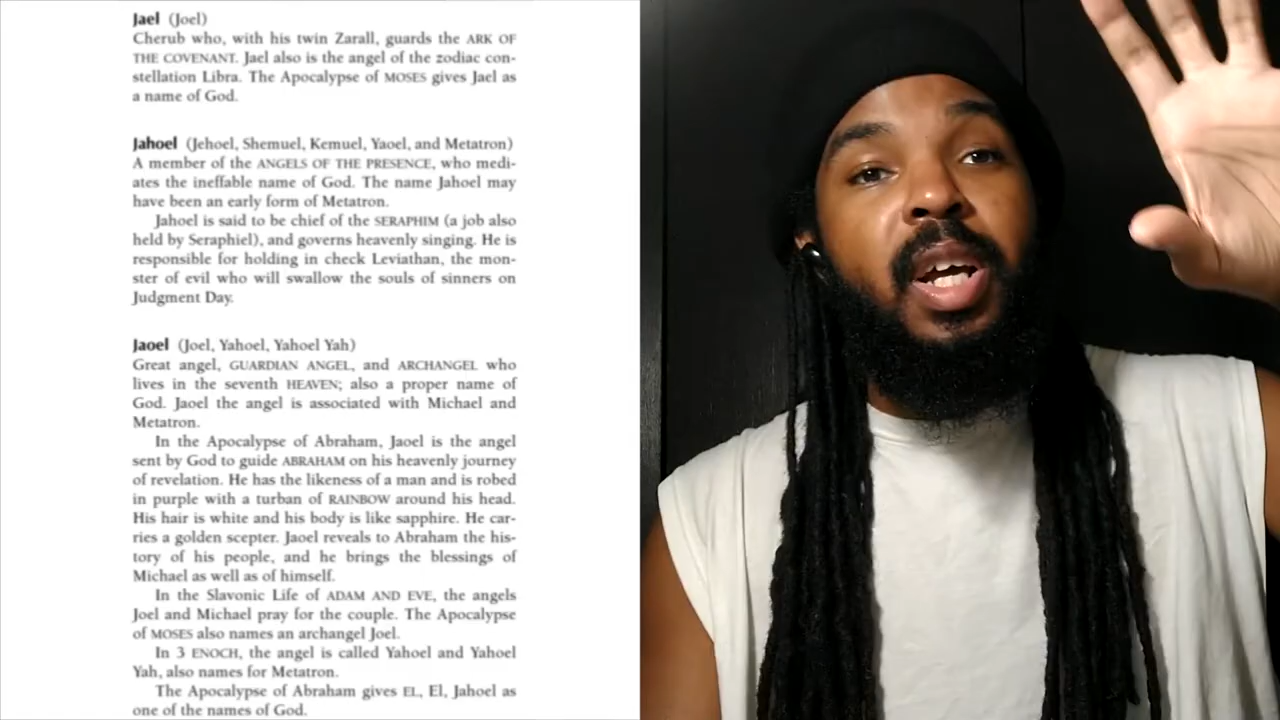 Jael (Joel)
Cherub who, with his twin Zarall, guards the ARK OF
THE COVENANT. Jael also is the angel of the zodiac con-
stellation Libra. The Apocalypse of MOSES gives Jael as
a name of God.
Jahoel (Jehoel, Shemuel, Kemuel, Yaoel, and Metatron)
A member of the ANGELS OF THE PRESENCE, who medi-
ates the ineffable name of God. The name Jahoel may
have been an early form of Metatron.
Jahoel is said to be chief of the SERAPHIM (a job also
held by Seraphiel), and governs heavenly singing. He is
responsible for holding in check Leviathan, the mon-
ster of evil who will swallow the souls of sinners on
Judgment Day.
Jaoel (Joel, Yahoel, Yahoel Yah)
Great angel, GUARDIAN ANGEL, and ARCHANGEL who
lives in the seventh HEAVEN; also a proper name of
God. Jaoel the angel is associated with Michael and
Metatron.
In the Apocalypse of Abraham, Jaoel is the angel
sent by God to guide ABRAHAM on his heavenly journey
of revelation. He has the likeness of a man and is robed
in purple with a turban of RAINBOW around his head.
His hair is white and his body is like sapphire. He car-
ries a golden scepter. Jaoel reveals to Abraham the his-
tory of his people, and he brings the blessings of
Michael as well as of himself.
In the Slavonic Life of ADAM AND EVE, the angels
Joel and Michael pray for the couple. The Apocalypse
of MOSES also names an archangel Joel.
In 3 ENOCH, the angel is called Yahoel and Yahoel
Yah, also names for Metatron.
The Apocalypse of Abraham gives EL, El, Jahoel as
one of the names of God.